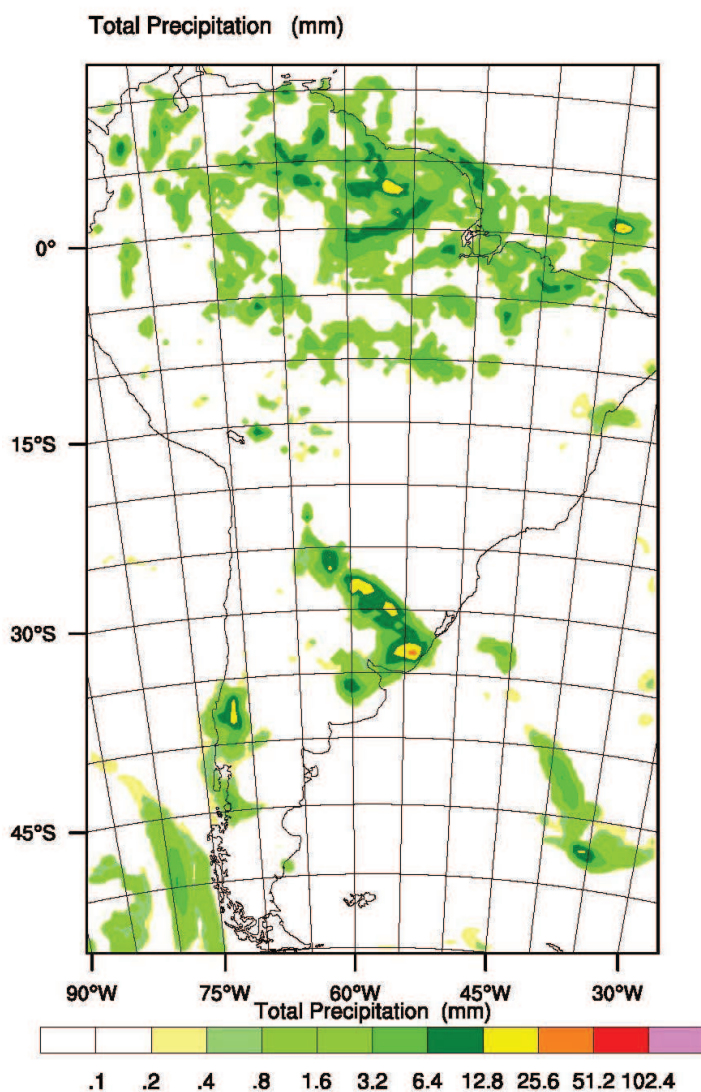 Total Precipitation (mm)
0°
15°S
30°S
45°S
90°W 75°W 60°W 45°W 30°W
Total Precipitation (mm)
.1 .2 .4 .8 1.6 3.2 6.4 12.8 25.6 51.2 102.4